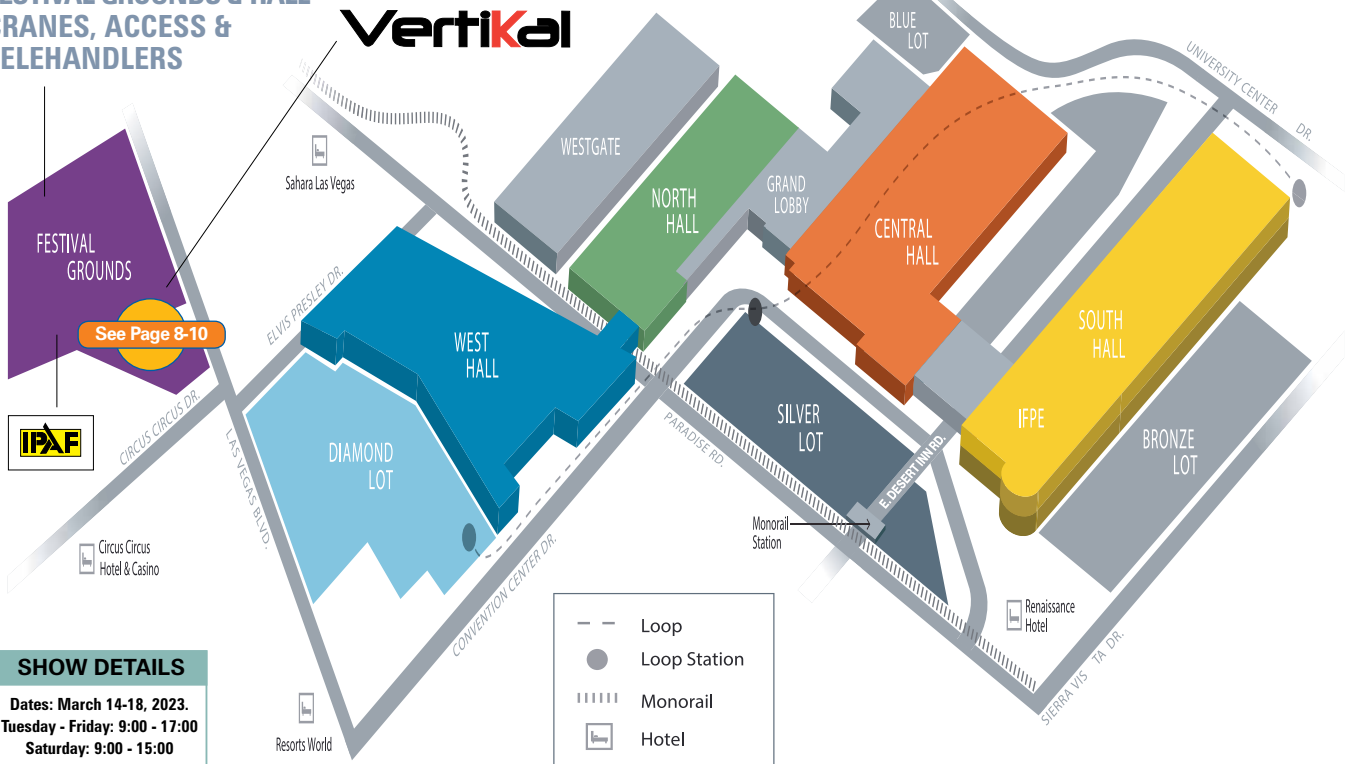 ESTIVAL GROUNDS & HALL
RANES, ACCESS &
ELEHANDLERS
VertiKal
BLUE
LOT
UNIVERSITY CENTER DR.
WESTGATE
Sahara Las Vegas
NORTH
HALL
GRAND
LOBBY
CENTRAL
HALL
FESTIVAL
GROUNDS
See Page 8-10
ELVIS PRESLEY DR.
WEST
HALL
SOUTH
HALL
IFPE
IPAF
CIRCUS CIRCUS DR.
LAS VEGAS BLVD.
DIAMOND
LOT
PARADISE RD.
SILVER
LOT
E. DESERT INN RD.
BRONZE
LOT
Monorail
Station
Circus Circus
Hotel & Casino
CONVENTION CENTER DR.
Renaissance
Hotel
SIERRA VIS TA DR.
Resorts World
Loop
Loop Station
Monorail
Hotel
SHOW DETAILS
Dates: March 14-18, 2023.
Tuesday - Friday: 9:00 - 17:00
Saturday: 9:00 - 15:00